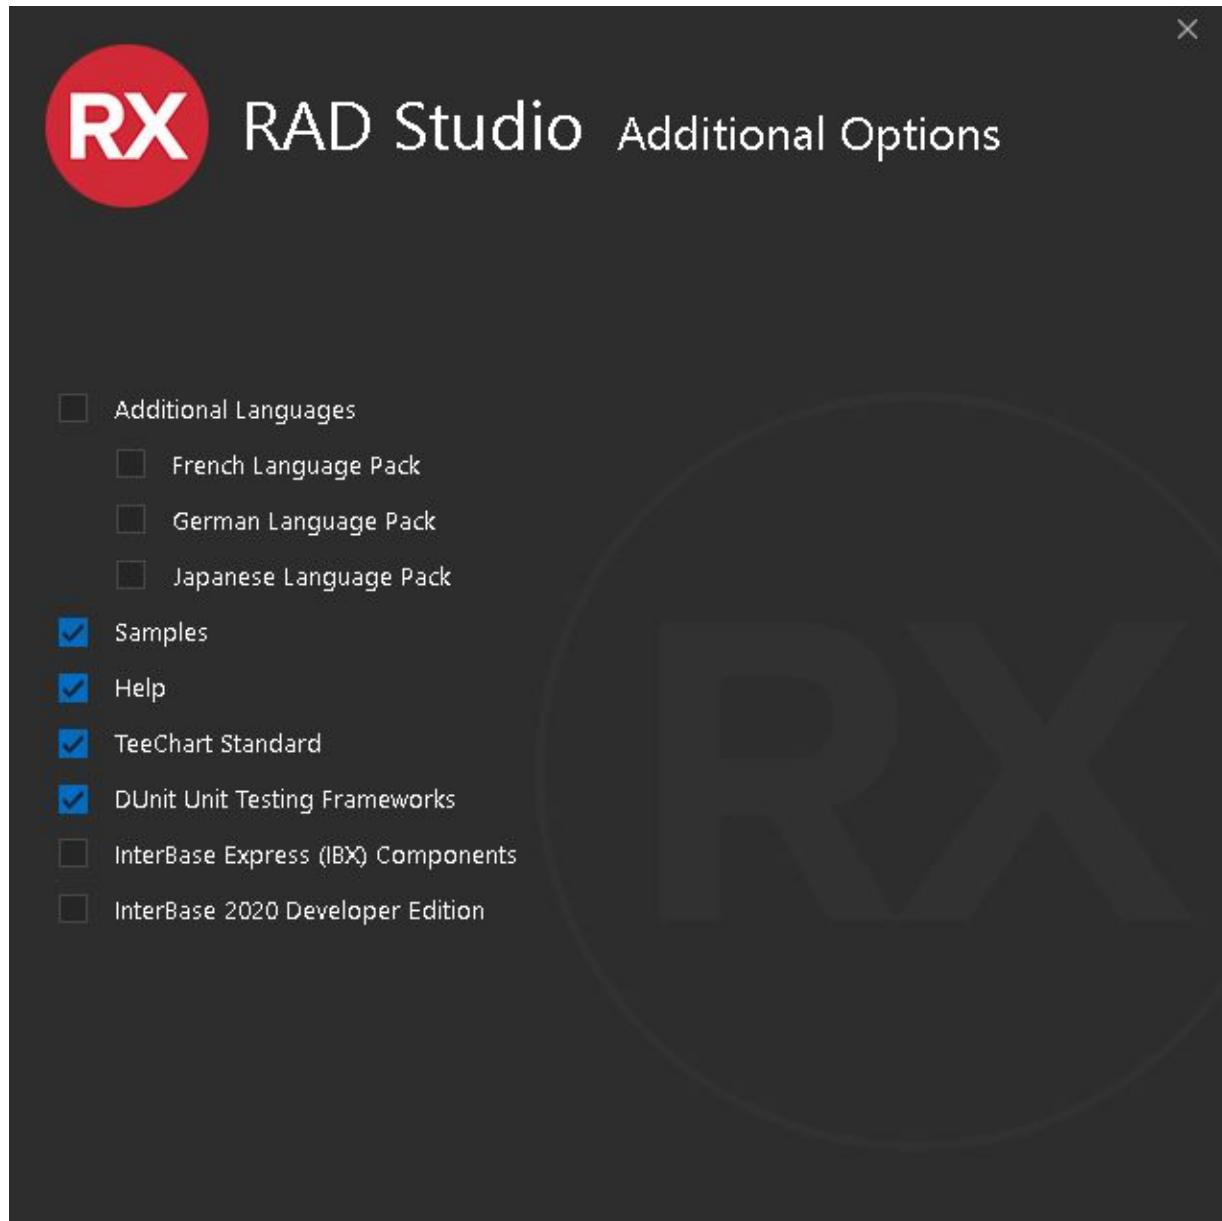 RX RAD Studio Additional Options
Additional Languages
French Language Pack
German Language Pack
Japanese Language Pack
Samples
Help
TeeChart Standard
DUnit Unit Testing Frameworks
InterBase Express (IBX) Components
InterBase 2020 Developer Edition
RX